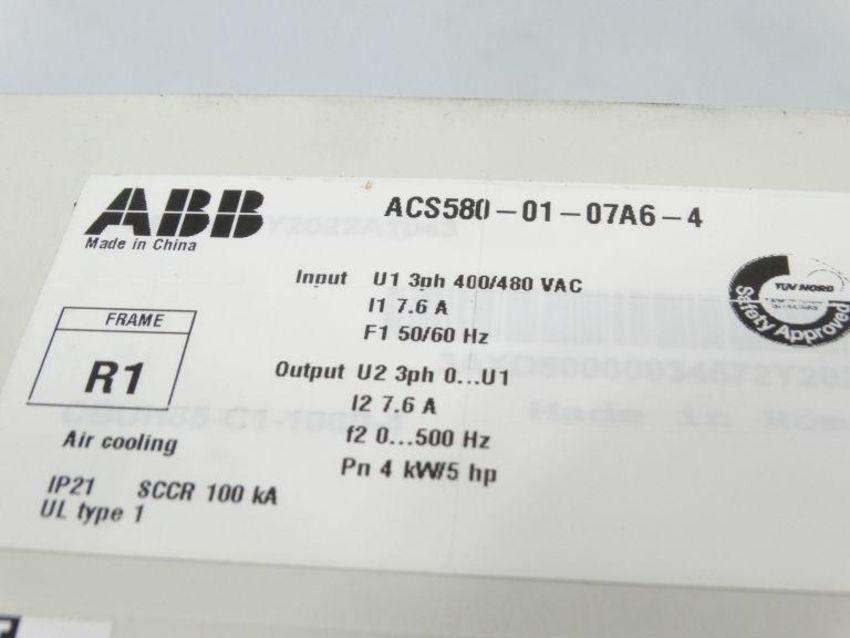 ABB
ACS580-01-07A6-4
Made in China
Input U1 3ph 400/480 VAC
I1 7.6 A
F1 50/60 Hz
FRAME
R1
Output U2 3ph 0...U1
I2 7.6 A
f2 0...500 Hz
Pn 4 kW/5 hp
Air cooling
IP21 SCCR 100 kA
UL type 1
TÜV NORD
Safety Approved
Made in